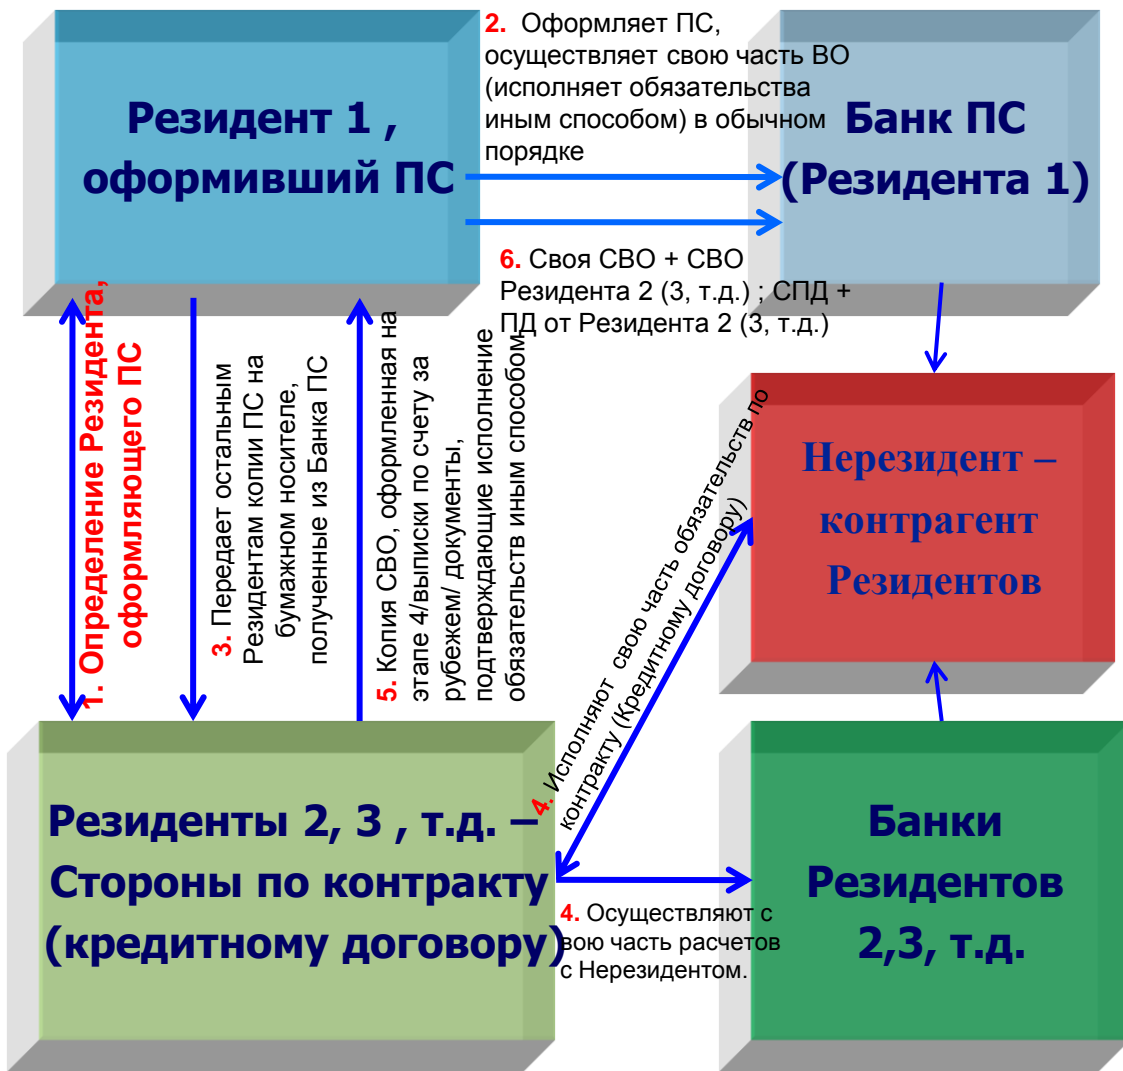 2. Оформляет ПС,
осуществляет свою часть ВО
(исполняет обязательства
иным способом) в обычном
порядке
Резидент 1 ,
оформивший ПС
Банк ПС
(Резидента 1)
6. Своя СВО + СВО
Резидента 2 (3, т.д.) ; СПД +
ПД от Резидента 2 (3, т.д.)
1. Определение Резидента,
оформляющего ПС
3. Передает остальным
Резидентам копии ПС на
бумажном носителе,
полученные из Банка ПС
5. Копия СВО, оформленная на
этапе 4/выписки по счету за
рубежем/ документы,
подтверждающие исполнение
обязательств иным способом
4. Исполняют свою часть обязательств по
контракту (Кредитному договору)
Нерезидент –
контрагент
Резидентов
Резиденты 2, 3 , т.д. –
Стороны по контракту
(кредитному договору)
4. Осуществляют с
вою часть расчетов
с Нерезидентом.
Банки
Резидентов
2,3, т.д.